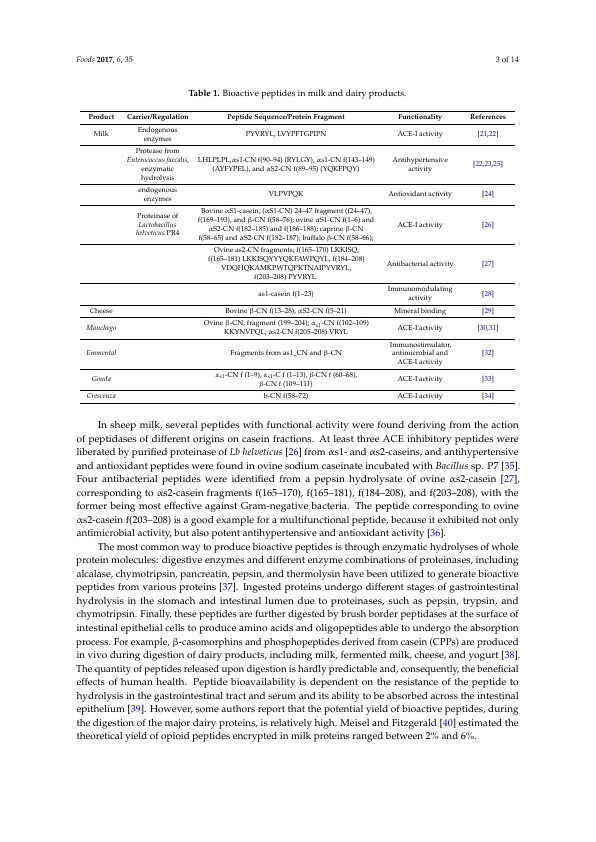 Foods 2017, 6, 35
3 of 14
Table 1. Bioactive peptides in milk and dairy products.
Product Carrier/Regulation Peptide Sequence/Protein Fragment Functionality References
Milk Endogenous enzymes PYVRYL, LVYPFTGPIPN ACE-I activity [21,22]
Protease from
Enterococcus faecalis,
enzymatic
hydrolysis
LHLPLPL,αs1-CN f(90–94) (RYLGY), αs1-CN f(143–149)
(AYFYPEL), and αS2-CN f(89–95) (YQKFPQY)
Antihypertensive
activity
[22,23,25]
endogenous
enzymes
VLPVPQK Antioxidant activity [24]
Proteinase of
Lactobacillus
helveticus PR4
Bovine αS1-casein; (αS1-CN) 24–47 fragment (f24–47),
f(169–193), and β-CN f(58–76); ovine αS1-CN f(1–6) and
αS2-CN f(182–185) and f(186–188); caprine β-CN
f(58–65) and αS2-CN f(182–187); buffalo β-CN f(58–66);
ACE-I activity [26]
Ovine as2-CN fragments; f(165–170) LKKISQ,
f(165–181) LKKISQYYYQKFAWPQYL, f(184–208)
VDQHQKAMKPWTQPKTNAIPYVRYL,
f(203–208) PYVRYL
Antibacterial activity [27]
as1-casein f(1–23) Immunomodulating
activity
[28]
Cheese Bovine β-CN f(13–28), αS2-CN f(5–21) Mineral binding [29]
Manchego Ovine β-CN, fragment (199–204); αs1-CN f(102–109)
KKYNVPQL; αs2-CN f(205–208) VRYL
ACE-I activity [30,31]
Emmental Fragments from as1_CN and β-CN
Immunostimulator,
antimicrobial and
ACE-I activity
[32]
Gouda αs1-CN f (1–9), αs1-C f (1–13), β-CN f (60–68),
β-CN f (109–111)
ACE-I activity [33]
Crescenza b-CN f(58–72) ACE-I activity [34]
In sheep milk, several peptides with functional activity were found deriving from the action
of peptidases of different origins on casein fractions. At least three ACE inhibitory peptides were
liberated by purified proteinase of Lb helveticus [26] from αs1- and αs2-caseins, and antihypertensive
and antioxidant peptides were found in ovine sodium caseinate incubated with Bacillus sp. P7 [35].
Four antibacterial peptides were identified from a pepsin hydrolysate of ovine αs2-casein [27],
corresponding to αs2-casein fragments f(165–170), f(165–181), f(184–208), and f(203–208), with the
former being most effective against Gram-negative bacteria. The peptide corresponding to ovine
αs2-casein f(203–208) is a good example for a multifunctional peptide, because it exhibited not only
antimicrobial activity, but also potent antihypertensive and antioxidant activity [36].
The most common way to produce bioactive peptides is through enzymatic hydrolyses of whole
protein molecules: digestive enzymes and different enzyme combinations of proteinases, including
alcalase, chymotripsin, pancreatin, pepsin, and thermolysin have been utilized to generate bioactive
peptides from various proteins [37]. Ingested proteins undergo different stages of gastrointestinal
hydrolysis in the stomach and intestinal lumen due to proteinases, such as pepsin, trypsin, and
chymotripsin. Finally, these peptides are further digested by brush border peptidases at the surface of
intestinal epithelial cells to produce amino acids and oligopeptides able to undergo the absorption
process. For example, β-casomorphins and phosphopeptides derived from casein (CPPs) are produced
in vivo during digestion of dairy products, including milk, fermented milk, cheese, and yogurt [38].
The quantity of peptides released upon digestion is hardly predictable and, consequently, the beneficial
effects of human health. Peptide bioavailability is dependent on the resistance of the peptide to
hydrolysis in the gastrointestinal tract and serum and its ability to be absorbed across the intestinal
epithelium [39]. However, some authors report that the potential yield of bioactive peptides, during
the digestion of the major dairy proteins, is relatively high. Meisel and Fitzgerald [40] estimated the
theoretical yield of opioid peptides encrypted in milk proteins ranged between 2% and 6%.